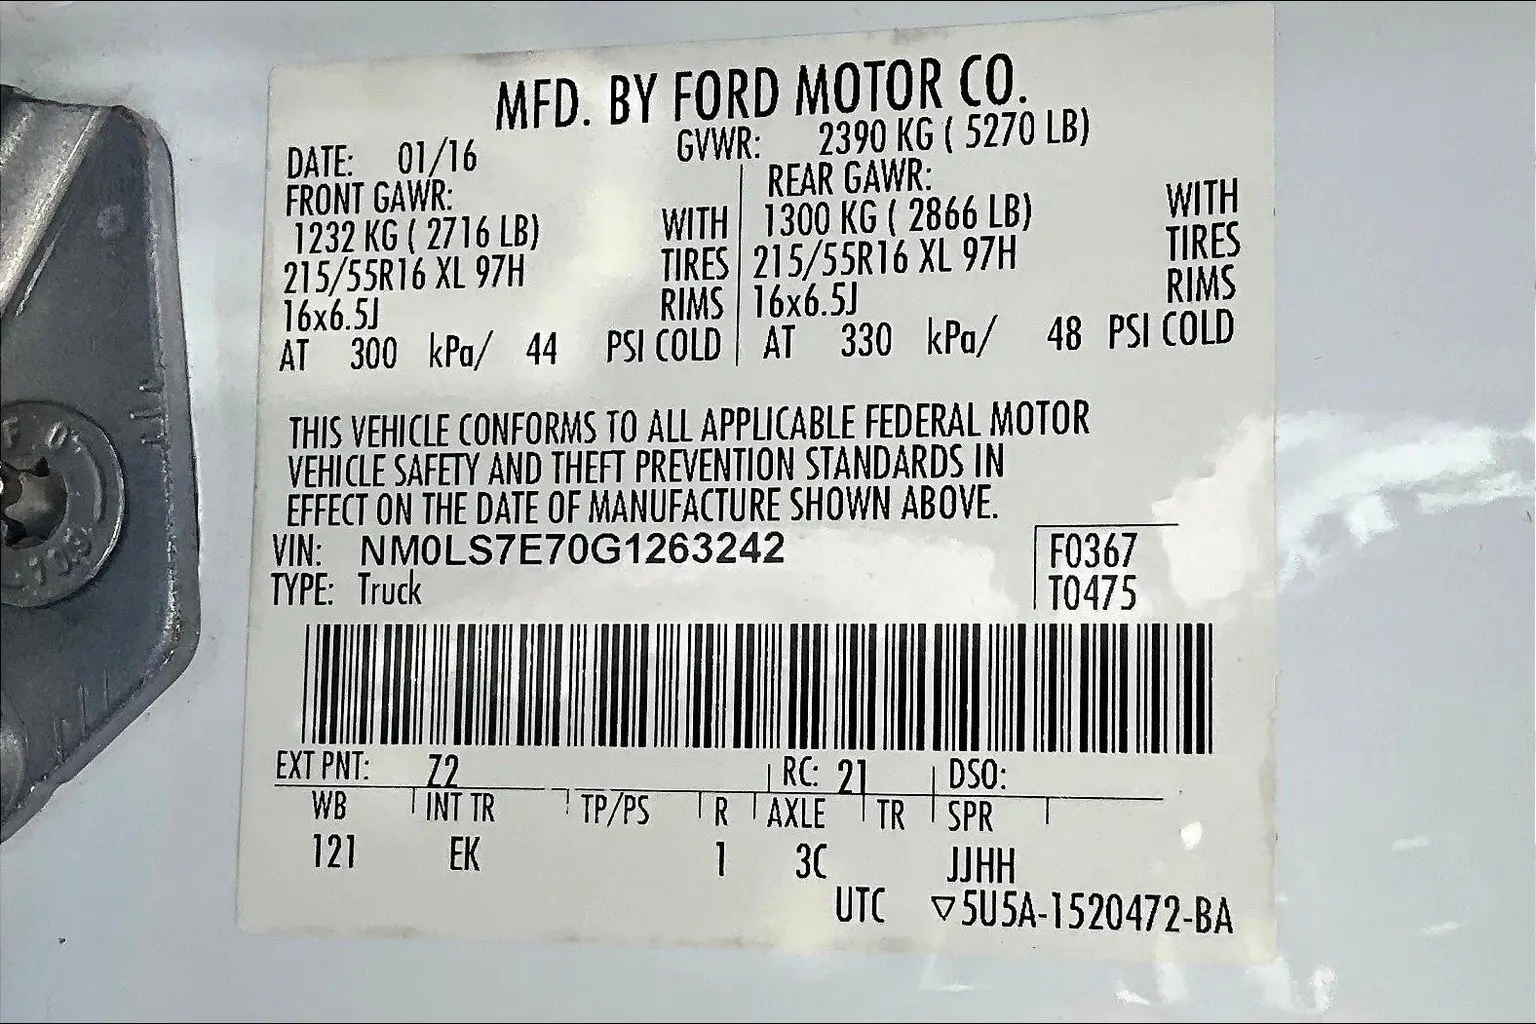 MFD. BY FORD MOTOR CO.
DATE: 01/16 GVWR: 2390 KG ( 5270 LB)
FRONT GAWR: REAR GAWR:
1232 KG ( 2716 LB) WITH 1300 KG ( 2866 LB) WITH
215/55R16 XL 97H TIRES 215/55R16 XL 97H TIRES
16x6.5J RIMS 16x6.5J RIMS
AT 300 kPa/ 44 PSI COLD AT 330 kPa/ 48 PSI COLD
THIS VEHICLE CONFORMS TO ALL APPLICABLE FEDERAL MOTOR
VEHICLE SAFETY AND THEFT PREVENTION STANDARDS IN
EFFECT ON THE DATE OF MANUFACTURE SHOWN ABOVE.
VIN: NM0LS7E70G1263242 F0367
TYPE: Truck T0475
EXT PNT: Z2 RC: 21 DSO:
WB INT TR TP/PS R AXLE TR SPR
121 EK 1 3C JJHH
UTC ▽5U5A-1520472-BA